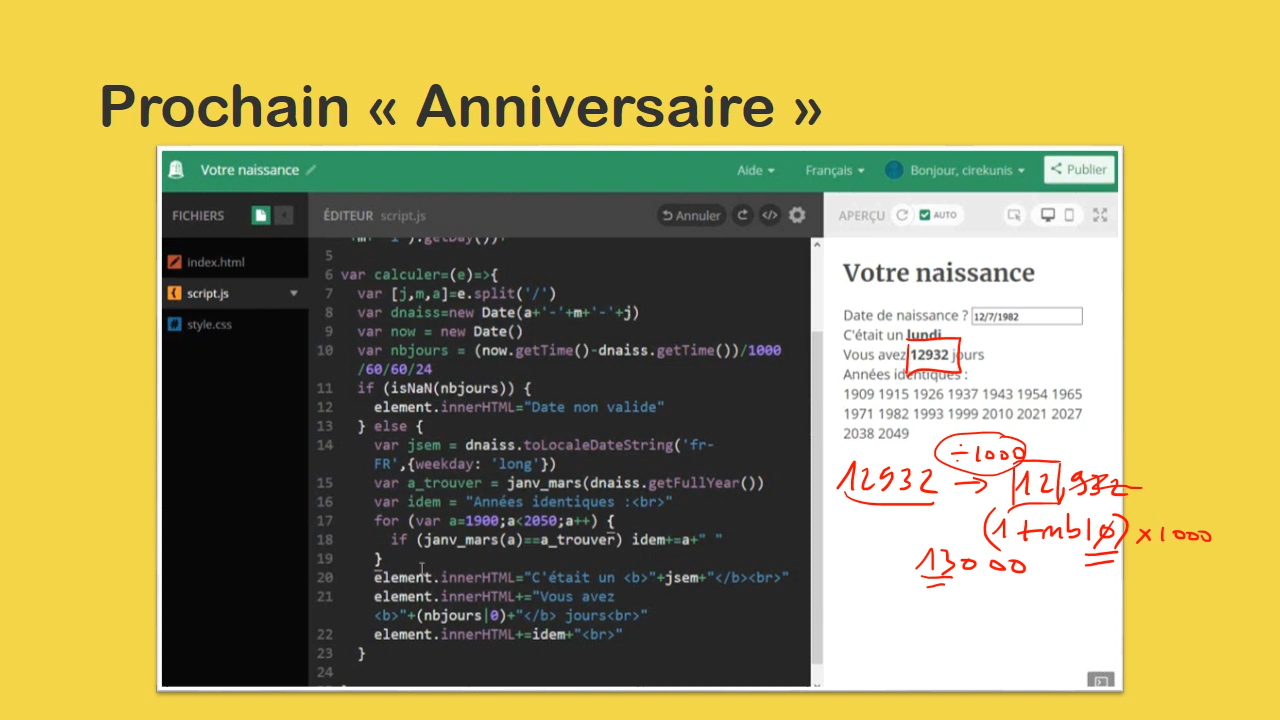 Prochain « Anniversaire »
Votre naissance
Aide
Français
Bonjour, cirekunis
Publier
FICHIERS
ÉDITEUR script.js
Annuler
</>
APERÇU
AUTO
index.html
script.js
style.css
5
6 var calculer=(e)=>{
7 var [j,m,a]=e.split('/')
8 var dnaiss=new Date(a+'-'+m+'-'+j)
9 var now = new Date()
10 var nbjours = (now.getTime()-dnaiss.getTime())/1000
/60/60/24
11 if (isNaN(nbjours)) {
12 element.innerHTML="Date non valide"
13 } else {
14 var jsem = dnaiss.toLocaleDateString('fr-
FR',{weekday: 'long'})
15 var a_trouver = janv_mars(dnaiss.getFullYear())
16 var idem = "Années identiques :<br>"
17 for (var a=1900;a<2050;a++) {
18 if (janv_mars(a)==a_trouver) idem+=a+" "
19 }
20 element.innerHTML="C'était un <b>"+jsem+"</b><br>"
21 element.innerHTML+="Vous avez
<b>"+(nbjours|0)+"</b> jours<br>"
22 element.innerHTML+=idem+"<br>"
23 }
24
Votre naissance
Date de naissance ? 12/7/1982
C'était un lundi
Vous avez 12932 jours
Années identiques :
1909 1915 1926 1937 1943 1954 1965
1971 1982 1993 1999 2010 2021 2027
2038 2049
÷1000
12932 → 12,932
(1+mb|0) ×1000
13000